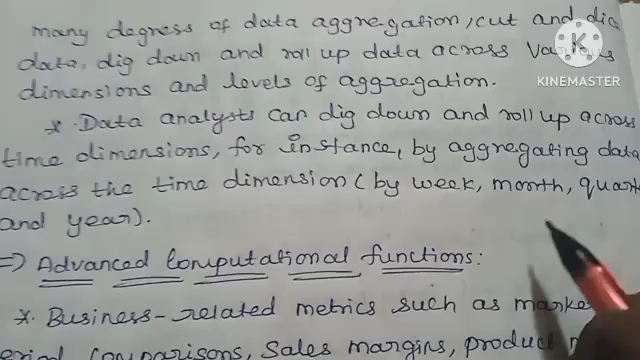 many degrees of data aggregation, cut and dic
data, dig down and roll up data across various
dimensions and levels of aggregation.
*. Data analysts can dig down and roll up across
time dimensions, for instance, by aggregating data
across the time dimension (by week, month, quart
and year).
=> Advanced Computational functions:
*. Business-related metrics such as marke
comparisons, sales margins, product
KINEMASTER